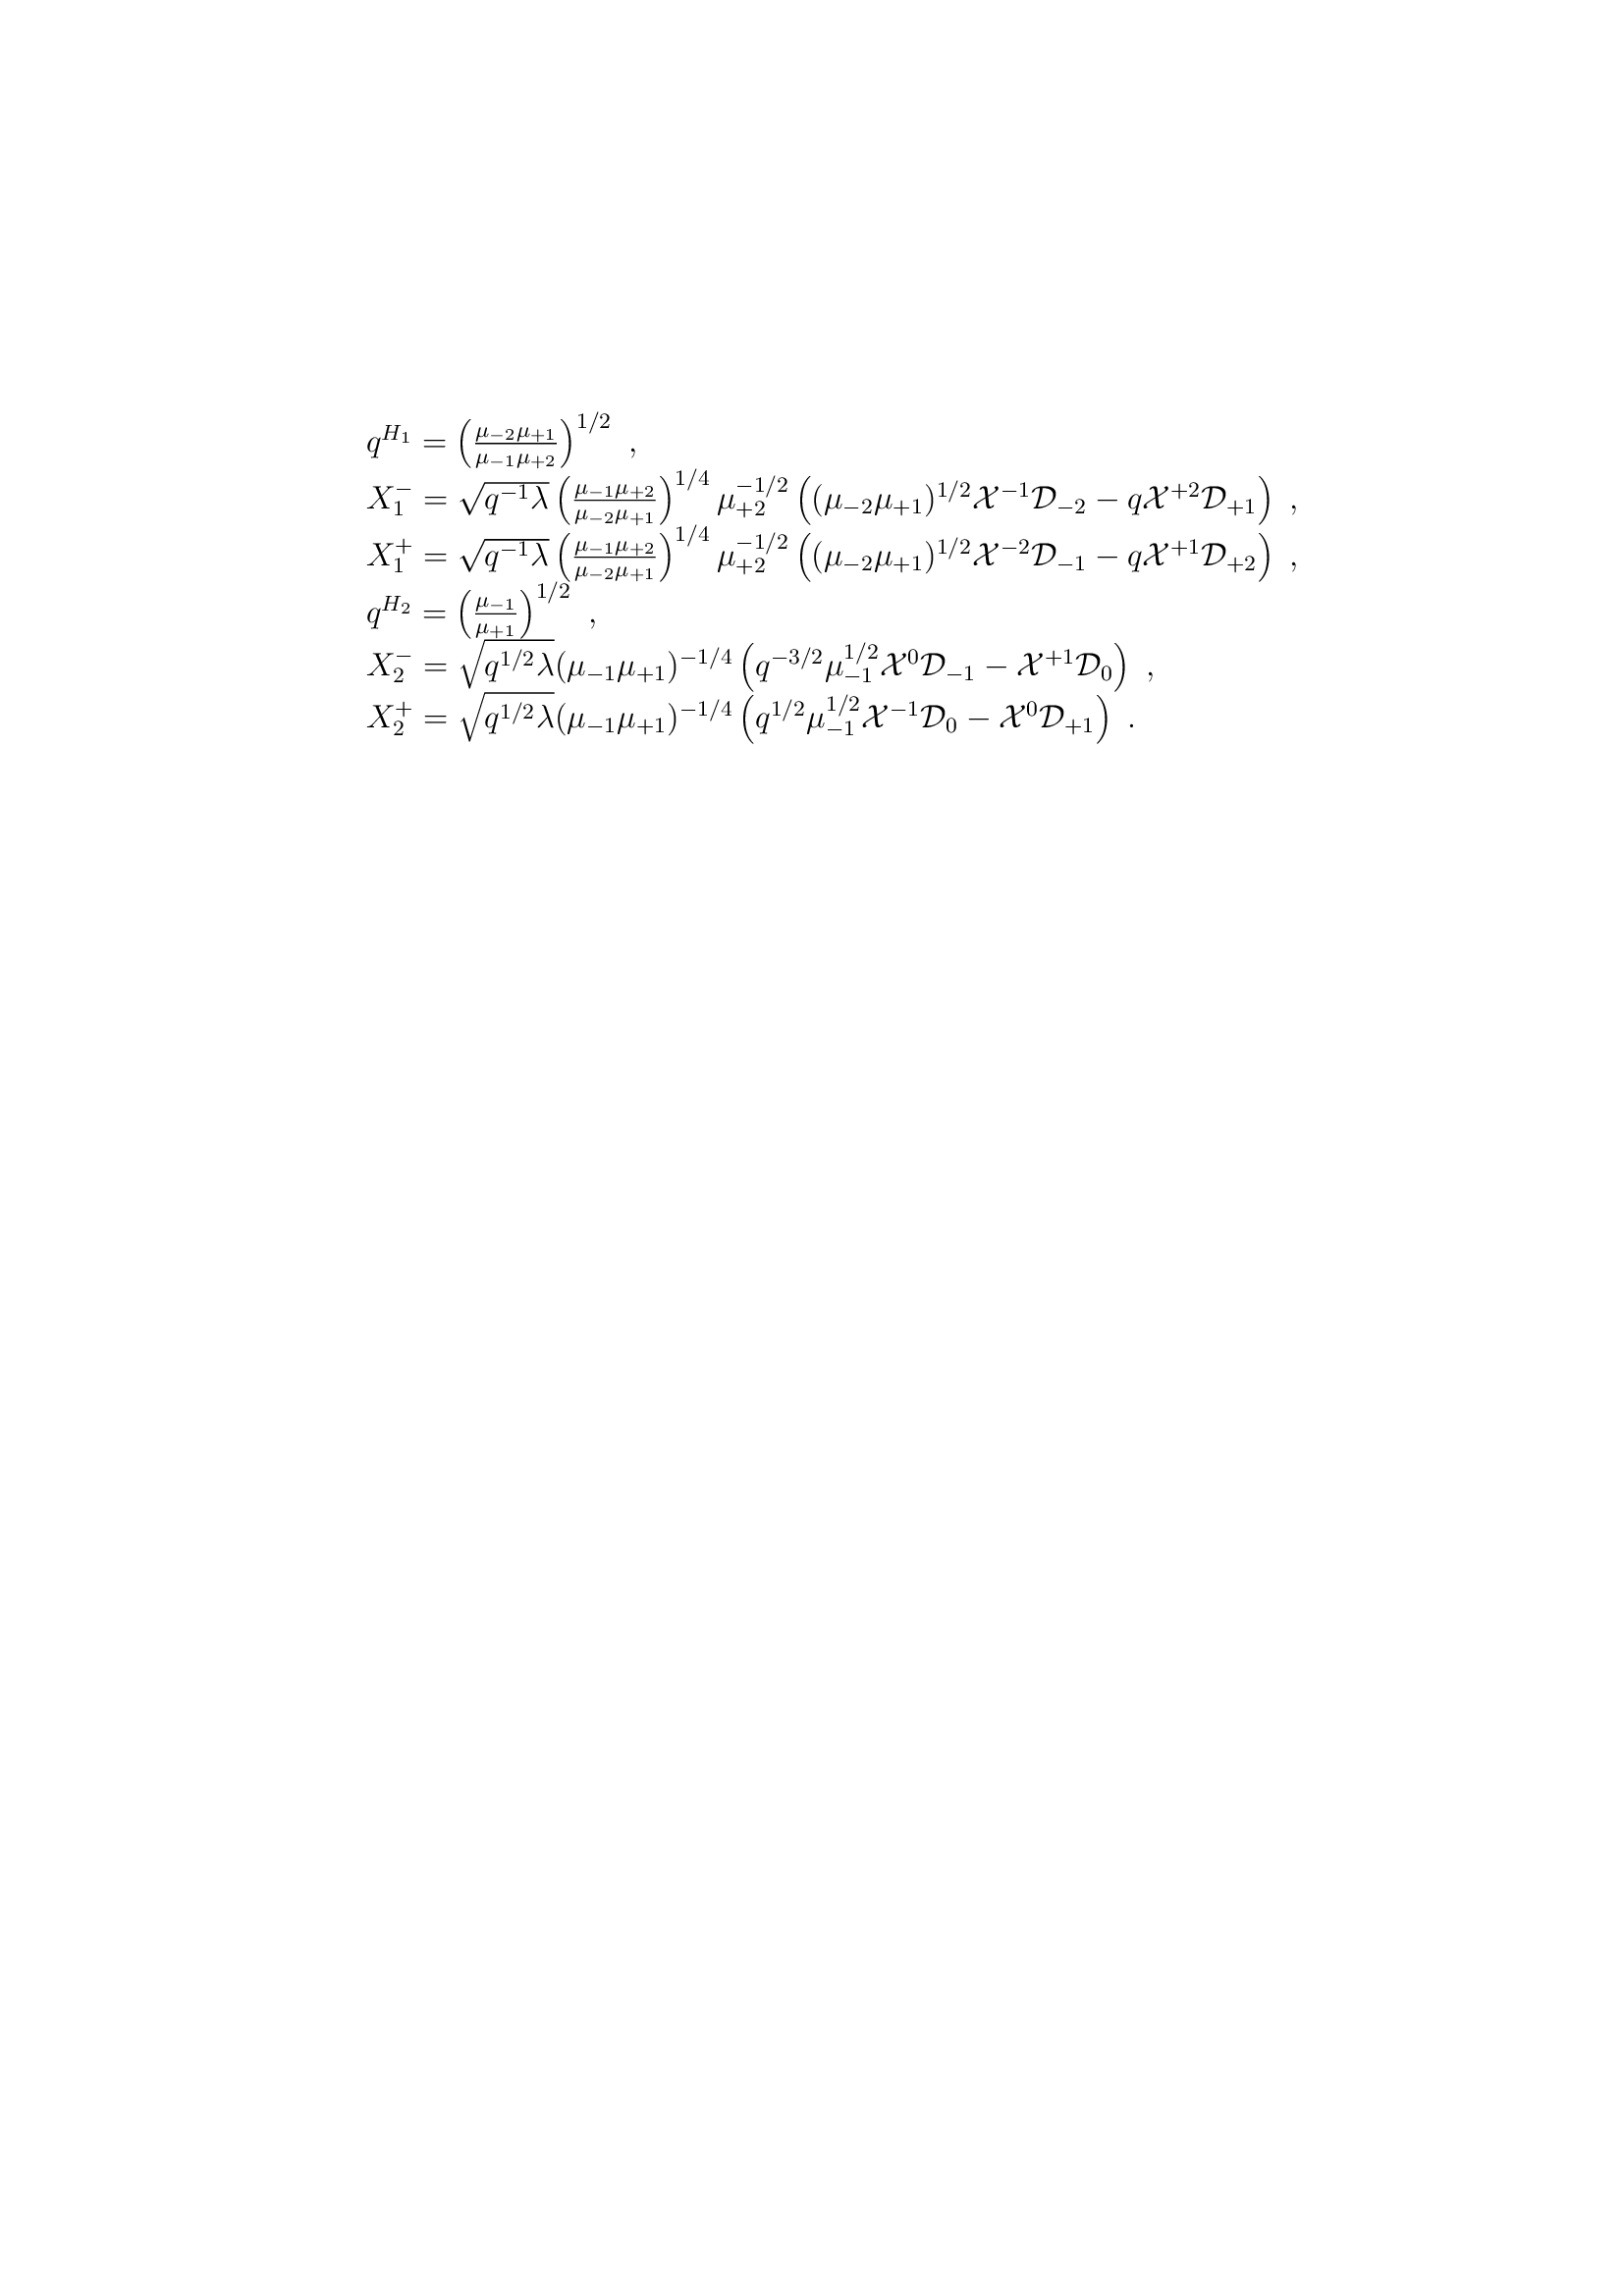 $q^{H_1} = \left( \frac{\mu_{-2}\mu_{+1}}{\mu_{-1}\mu_{+2}} \right)^{1/2} \ ,$
$X_1^- = \sqrt{q^{-1}\lambda} \left( \frac{\mu_{-1}\mu_{+2}}{\mu_{-2}\mu_{+1}} \right)^{1/4} \mu_{+2}^{-1/2} \left( (\mu_{-2}\mu_{+1})^{1/2} \mathcal{X}^{-1} \mathcal{D}_{-2} - q \mathcal{X}^{+2} \mathcal{D}_{+1} \right) \ ,$
$X_1^+ = \sqrt{q^{-1}\lambda} \left( \frac{\mu_{-1}\mu_{+2}}{\mu_{-2}\mu_{+1}} \right)^{1/4} \mu_{+2}^{-1/2} \left( (\mu_{-2}\mu_{+1})^{1/2} \mathcal{X}^{-2} \mathcal{D}_{-1} - q \mathcal{X}^{+1} \mathcal{D}_{+2} \right) \ ,$
$q^{H_2} = \left( \frac{\mu_{-1}}{\mu_{+1}} \right)^{1/2} \ ,$
$X_2^- = \sqrt{q^{1/2}\lambda} (\mu_{-1}\mu_{+1})^{-1/4} \left( q^{-3/2} \mu_{-1}^{1/2} \mathcal{X}^0 \mathcal{D}_{-1} - \mathcal{X}^{+1} \mathcal{D}_0 \right) \ ,$
$X_2^+ = \sqrt{q^{1/2}\lambda} (\mu_{-1}\mu_{+1})^{-1/4} \left( q^{1/2} \mu_{-1}^{1/2} \mathcal{X}^{-1} \mathcal{D}_0 - \mathcal{X}^0 \mathcal{D}_{+1} \right) \ .$